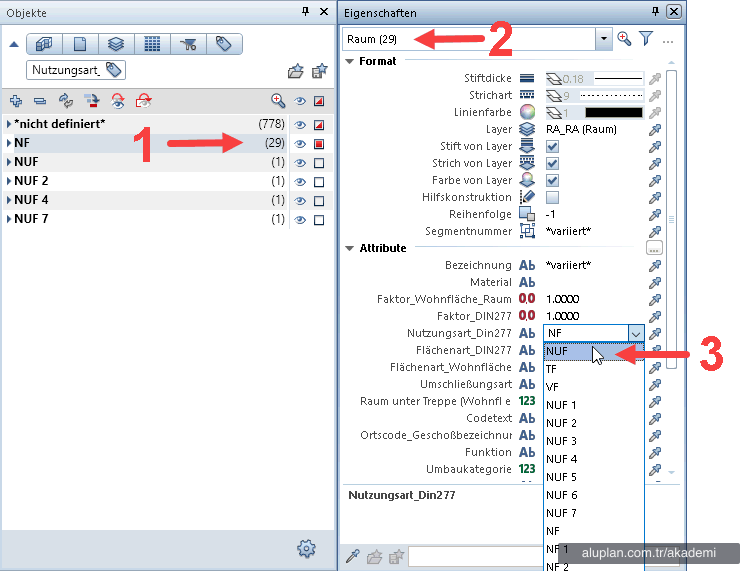 Objekte
Nutzungsart_
*nicht definiert* (778)
NF (29)
NUF (1)
NUF 2 (1)
NUF 4 (1)
NUF 7 (1)
1
Eigenschaften
Raum (29)
2
Format
Stiftdicke 0.18
Strichart 9
Linienfarbe 1
Layer RA_RA (Raum)
Stift von Layer
Strich von Layer
Farbe von Layer
Hilfskonstruktion
Reihenfolge -1
Segmentnummer *variiert*
Attribute
Bezeichnung Ab *variiert*
Material Ab
Faktor_Wohnfläche_Raum 0,0 1.0000
Faktor_DIN277 0,0 1.0000
Nutzungsart_Din277 Ab NF
Flächenart_DIN277 Ab NUF
3
Flächenart_Wohnfläche Ab TF
Umschließungsart Ab VF
Raum unter Treppe (Wohnfl e 123 NUF 1
Codetext Ab NUF 2
Ortscode_Geschoßbezeichnur Ab NUF 3
Funktion Ab NUF 4
Umbaukategorie 123 NUF 5
NUF 6
Nutzungsart_Din277
NUF 7
NF
NF 1
NF 2
aluplan.com.tr/akademi